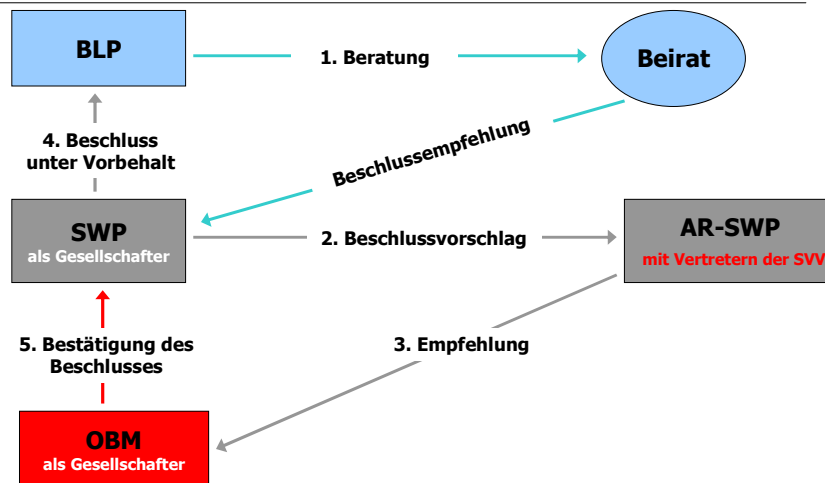 BLP
1. Beratung
Beirat
4. Beschluss
unter Vorbehalt
Beschlussempfehlung
SWP
als Gesellschafter
2. Beschlussvorschlag
AR-SWP
mit Vertretern der SVV
5. Bestätigung des
Beschlusses
3. Empfehlung
OBM
als Gesellschafter